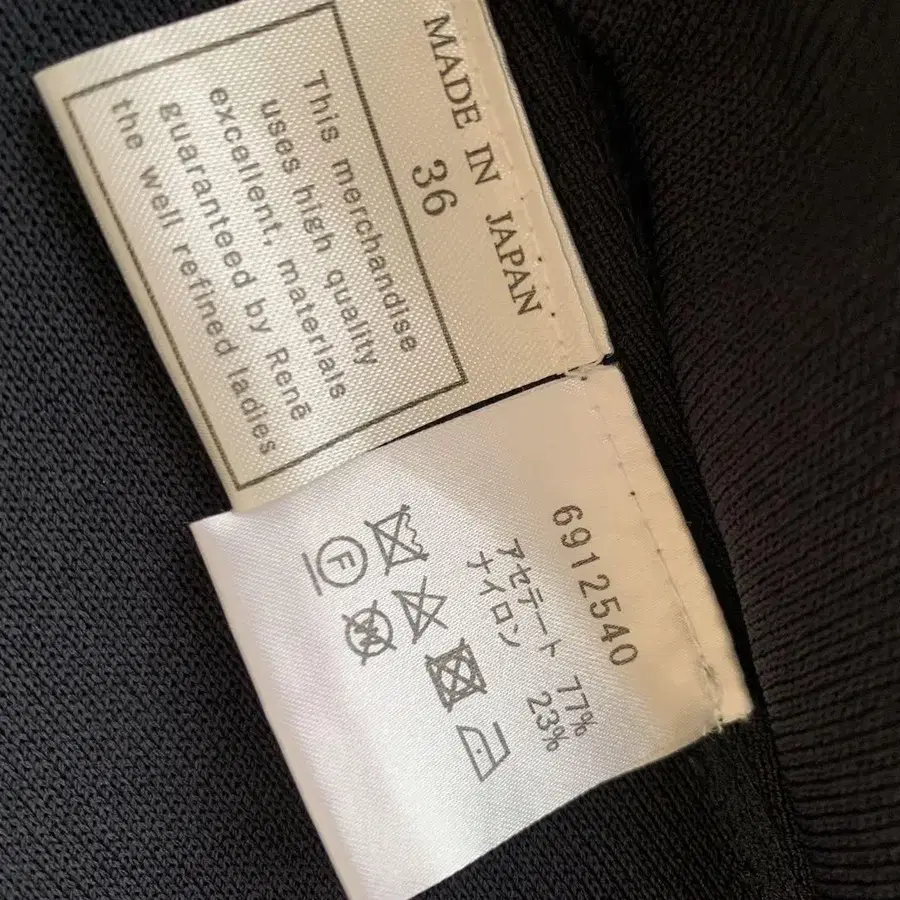 MADE IN JAPAN
36
This merchandise
uses high quality
excellent, materials
guaranteed by Renē
the well refined ladies
6912540
アセテート 77%
ナイロン 23%
F
W